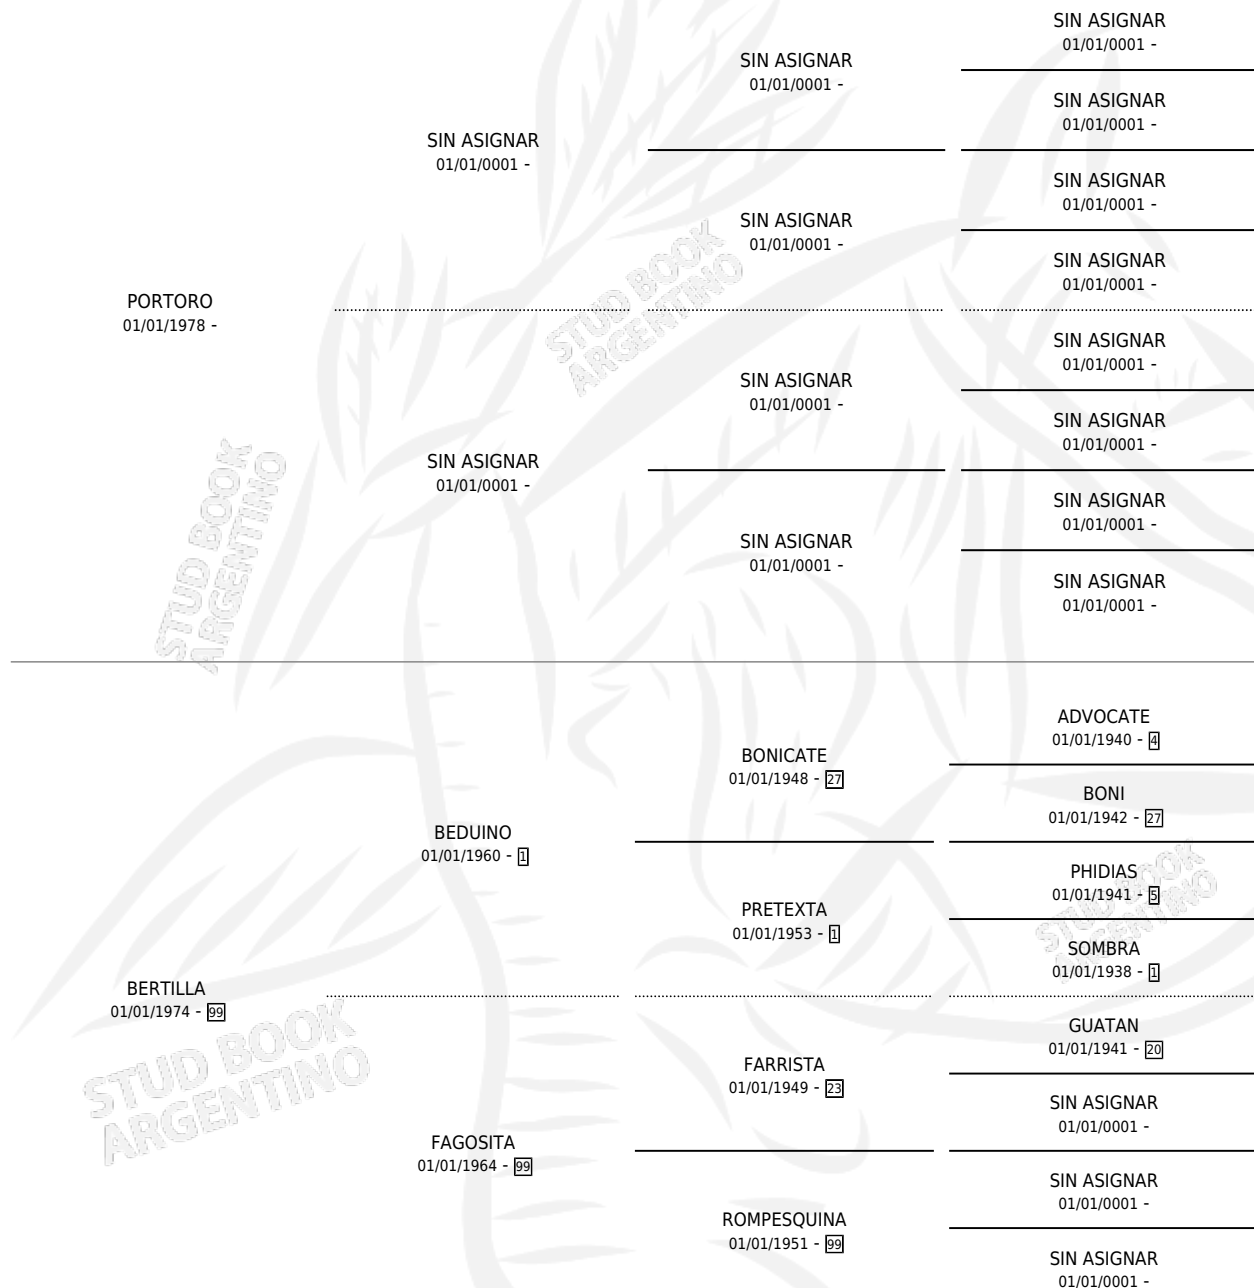 SIN ASIGNAR
01/01/0001 -
SIN ASIGNAR
01/01/0001 -
SIN ASIGNAR
01/01/0001 -
SIN ASIGNAR
01/01/0001 -
SIN ASIGNAR
01/01/0001 -
SIN ASIGNAR
01/01/0001 -
STUD BOOK
ARGENTINO
SIN ASIGNAR
01/01/0001 -
PORTORO
01/01/1978 -
SIN ASIGNAR
01/01/0001 -
SIN ASIGNAR
01/01/0001 -
SIN ASIGNAR
01/01/0001 -
STUD BOOK
ARGENTINO
SIN ASIGNAR
01/01/0001 -
SIN ASIGNAR
01/01/0001 -
SIN ASIGNAR
01/01/0001 -
SIN ASIGNAR
01/01/0001 -
ADVOCATE
01/01/1940 - 4
BONICATE
01/01/1948 - 27
BONI
01/01/1942 - 27
BEDUINO
01/01/1960 - 1
PHIDIAS
01/01/1941 - 5
STUD BOOK
ARGENTINO
PRETEXTA
01/01/1953 - 1
SOMBRA
01/01/1938 - 1
BERTILLA
01/01/1974 - 99
STUD BOOK
ARGENTINO
GUATAN
01/01/1941 - 20
FARRISTA
01/01/1949 - 23
SIN ASIGNAR
01/01/0001 -
FAGOSITA
01/01/1964 - 99
SIN ASIGNAR
01/01/0001 -
ROMPESQUINA
01/01/1951 - 99
SIN ASIGNAR
01/01/0001 -